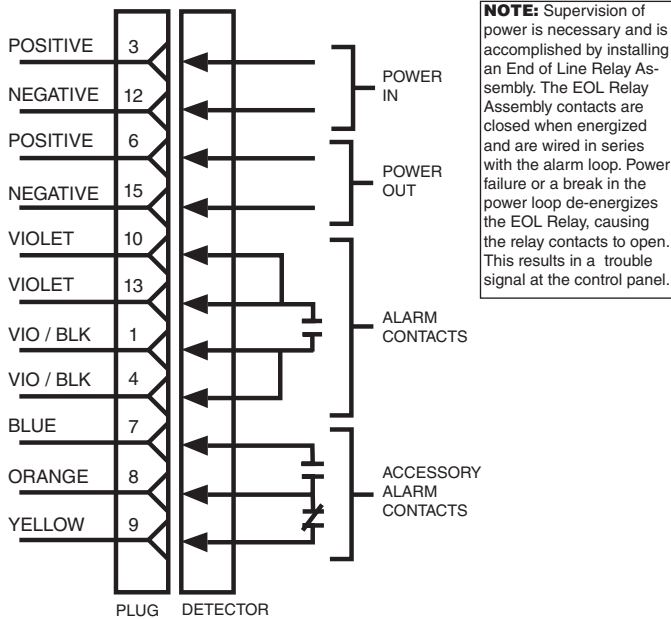 POSITIVE 3
NEGATIVE 12
POSITIVE 6
NEGATIVE 15
VIOLET 10
VIOLET 13
VIO / BLK 1
VIO / BLK 4
BLUE 7
ORANGE 8
YELLOW 9
PLUG DETECTOR
POWER
IN
POWER
OUT
ALARM
CONTACTS
ACCESSORY
ALARM
CONTACTS
NOTE: Supervision of
power is necessary and is
accomplished by installing
an End of Line Relay As-
sembly. The EOL Relay
Assembly contacts are
closed when energized
and are wired in series
with the alarm loop. Power
failure or a break in the
power loop de-energizes
the EOL Relay, causing
the relay contacts to open.
This results in a trouble
signal at the control panel.